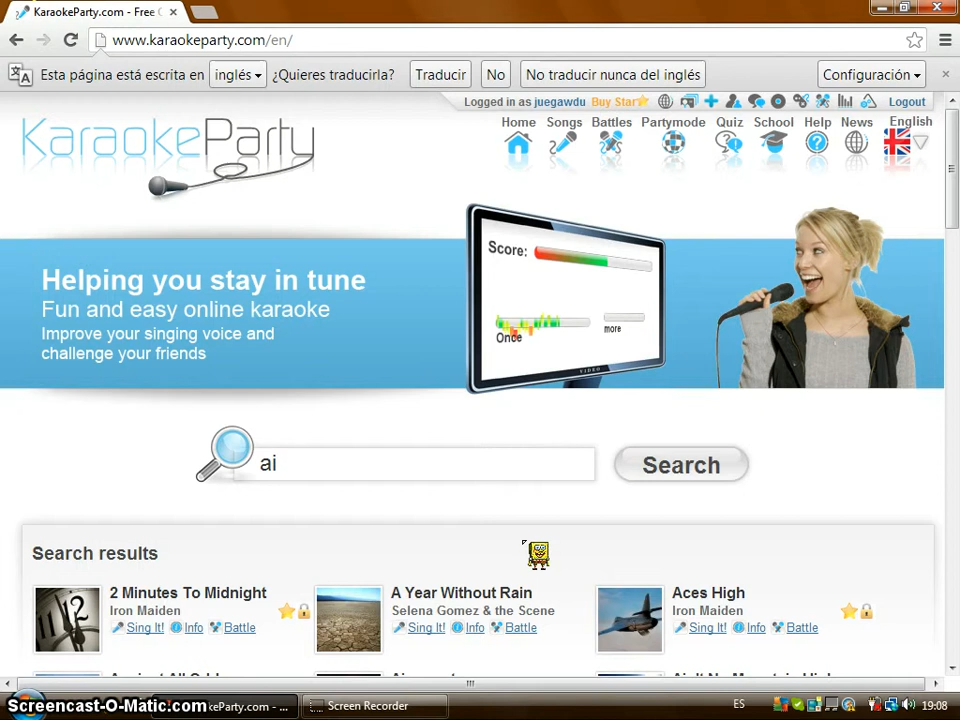 KaraokeParty.com - Free
www.karaokeparty.com/en/
Esta página está escrita en inglés ¿Quieres traducirla? Traducir No No traducir nunca del inglés Configuración
Logged in as juegawdu Buy Star Logout
Home Songs Battles Partymode Quiz School Help News English
KaraokeParty
Helping you stay in tune
Fun and easy online karaoke
Improve your singing voice and
challenge your friends
Score:
Once more
VIDEO
ai Search
Search results
2 Minutes To Midnight
Iron Maiden
Sing It! Info Battle
A Year Without Rain
Selena Gomez & the Scene
Sing It! Info Battle
Aces High
Iron Maiden
Sing It! Info Battle
Screencast-O-Matic.com
keParty.com - ...
Screen Recorder
ES
19:08